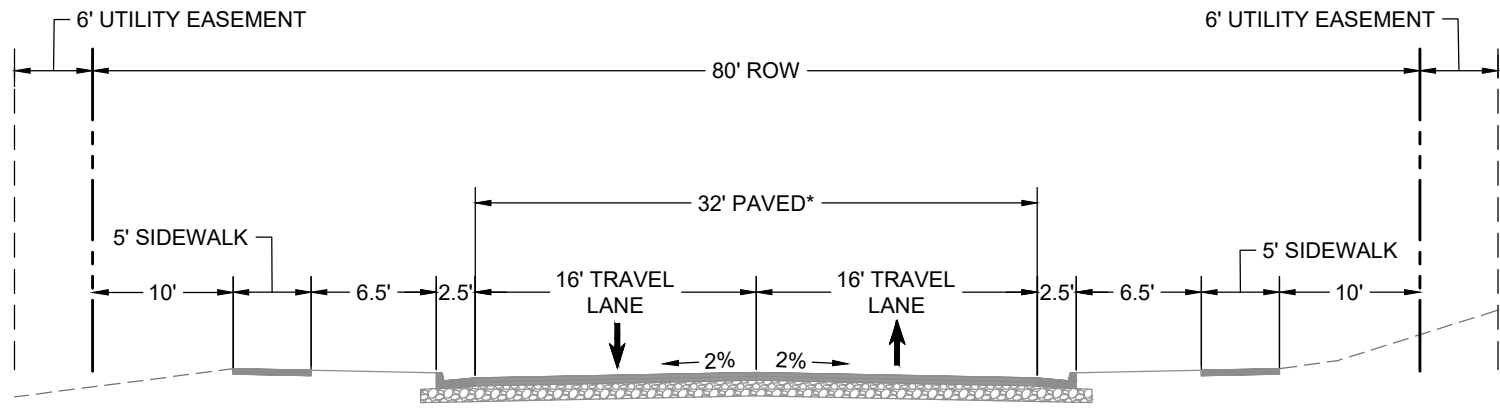 6' UTILITY EASEMENT
6' UTILITY EASEMENT
80' ROW
32' PAVED*
5' SIDEWALK
5' SIDEWALK
10'
6.5'
2.5'
16' TRAVEL
LANE
16' TRAVEL
LANE
2.5'
6.5'
10'
2%
2%